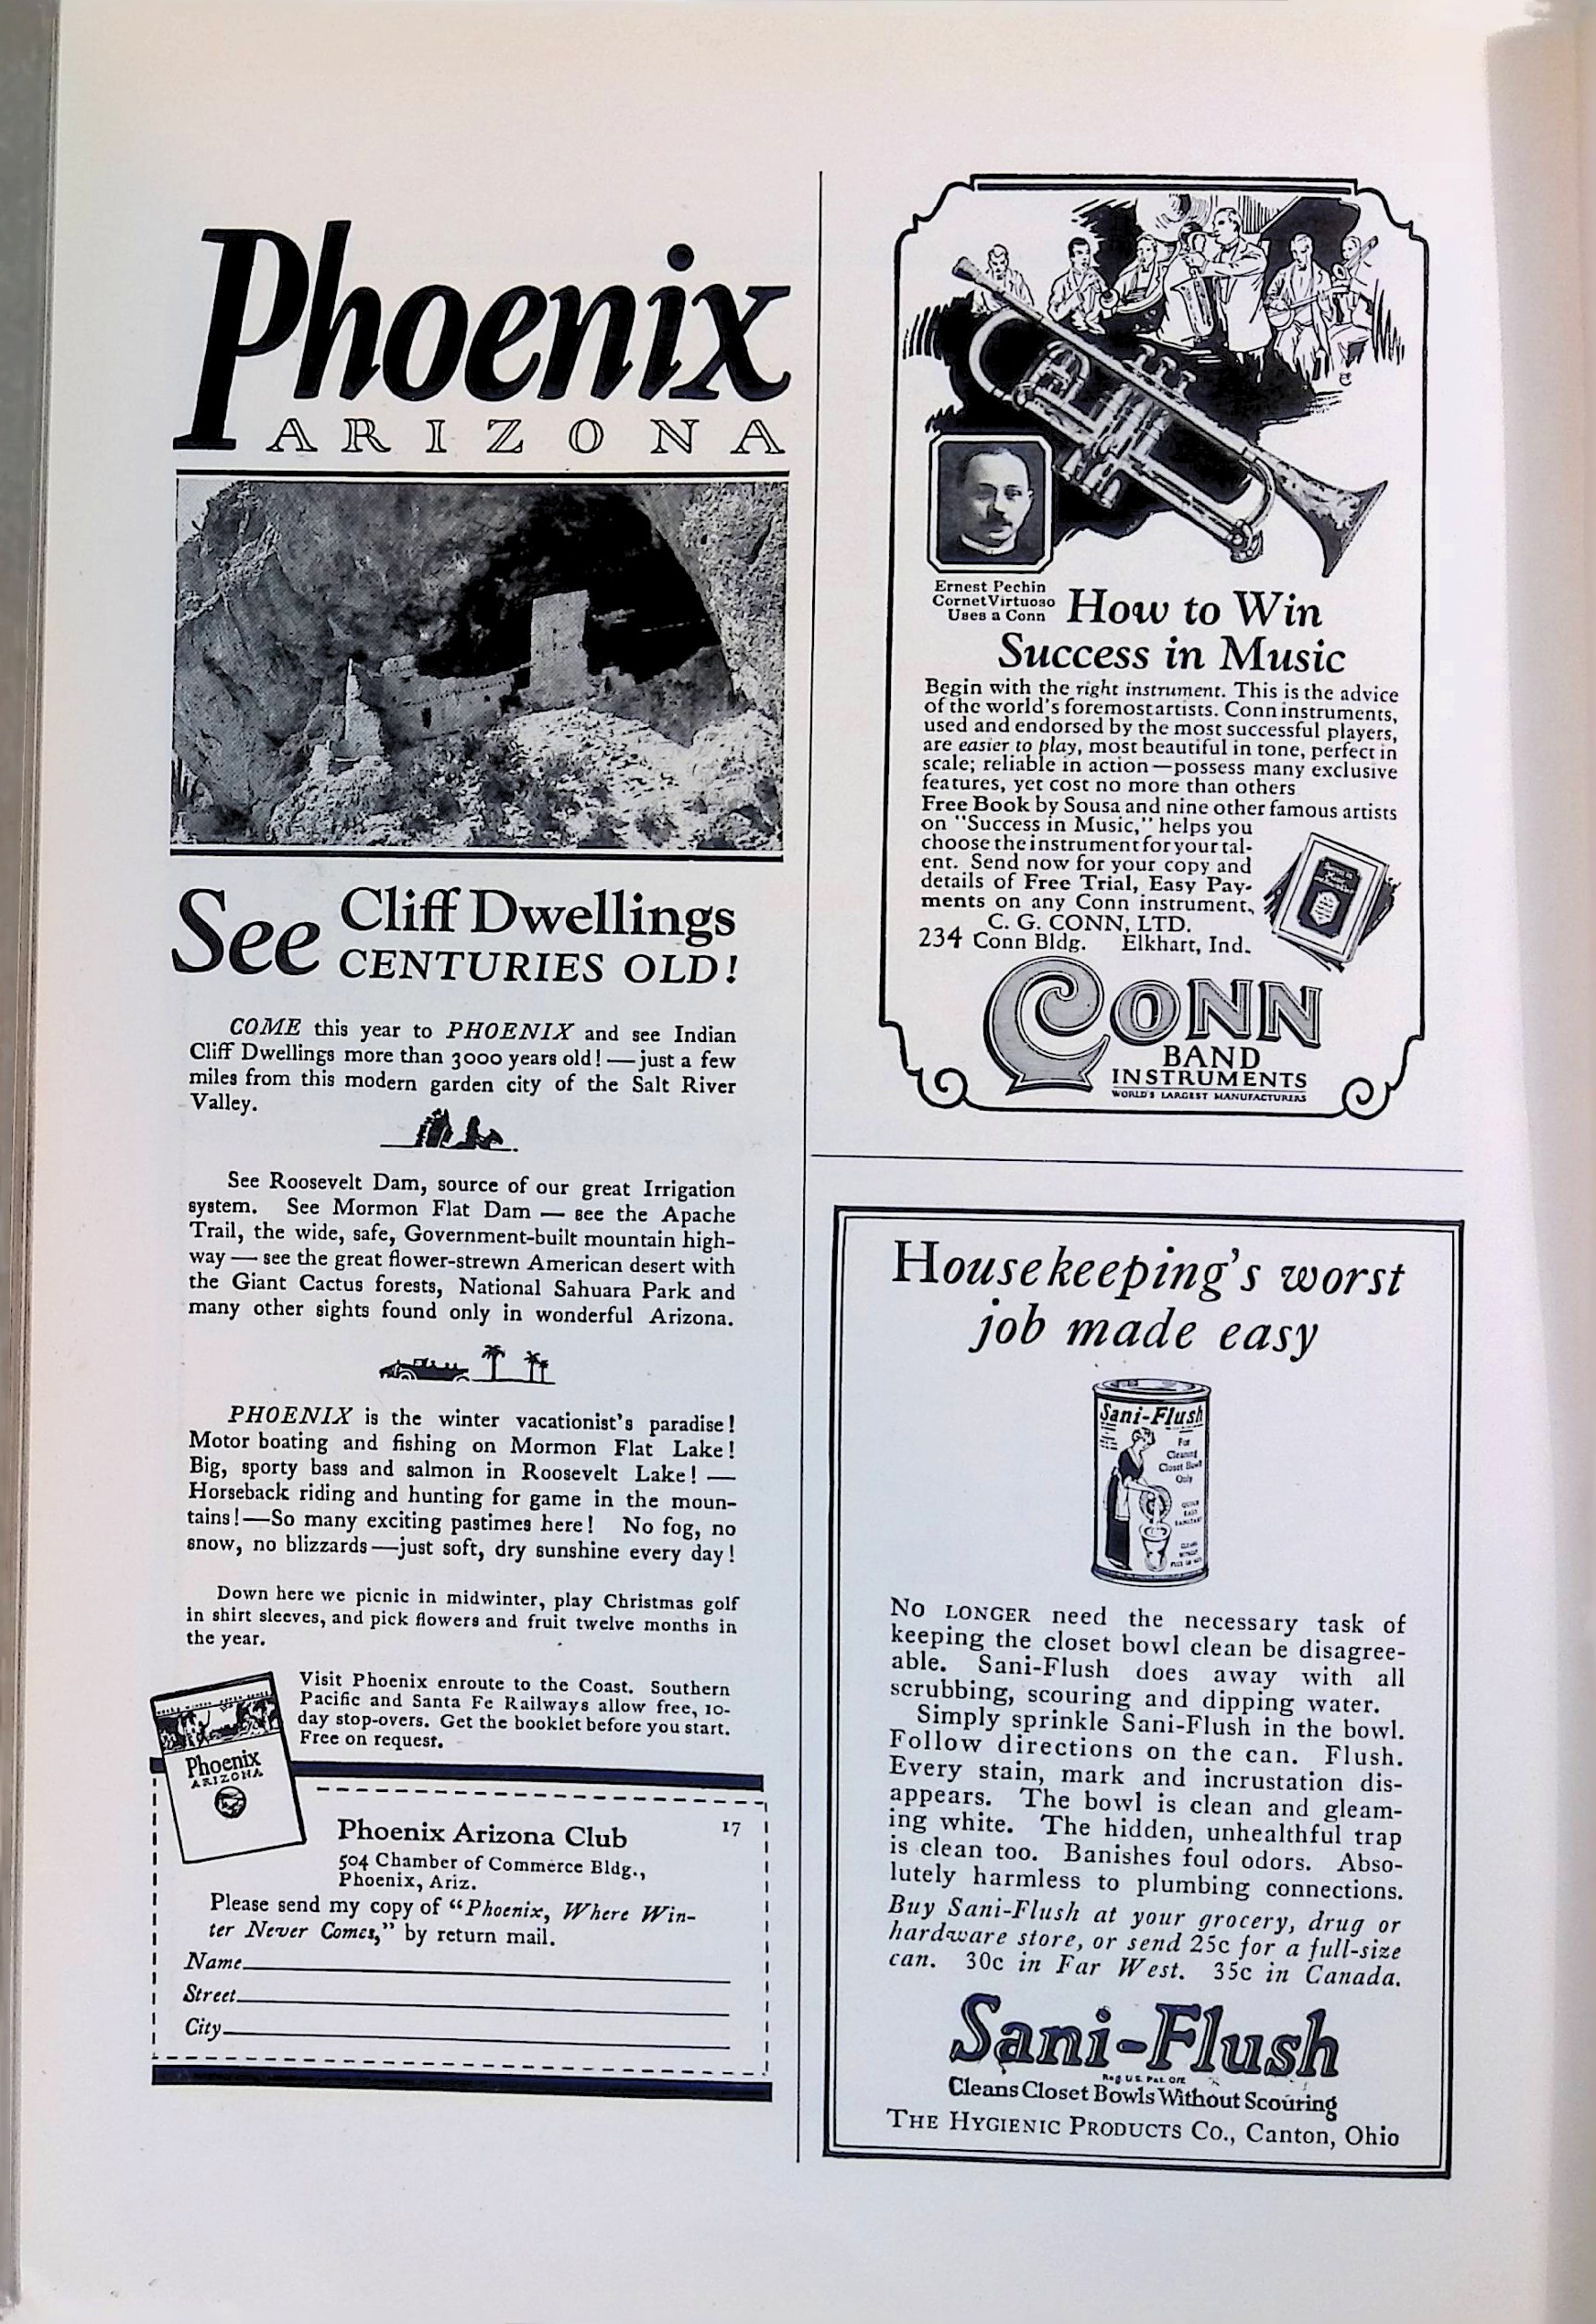 Phoenix
ARIZONA
See Cliff Dwellings
CENTURIES OLD!
COME this year to PHOENIX and see Indian
Cliff Dwellings more than 3000 years old!—just a few
miles from this modern garden city of the Salt River
Valley.
See Roosevelt Dam, source of our great Irrigation
system. See Mormon Flat Dam — see the Apache
Trail, the wide, safe, Government-built mountain high-
way — see the great flower-strewn American desert with
the Giant Cactus forests, National Sahuara Park and
many other sights found only in wonderful Arizona.
PHOENIX is the winter vacationist's paradise!
Motor boating and fishing on Mormon Flat Lake!
Big, sporty bass and salmon in Roosevelt Lake! —
Horseback riding and hunting for game in the moun-
tains!—So many exciting pastimes here! No fog, no
snow, no blizzards—just soft, dry sunshine every day!
Down here we picnic in midwinter, play Christmas golf
in shirt sleeves, and pick flowers and fruit twelve months in
the year.
Visit Phoenix enroute to the Coast. Southern
Pacific and Santa Fe Railways allow free, 10-
day stop-overs. Get the booklet before you start.
Free on request.
Phoenix
ARIZONA
Phoenix Arizona Club 17
504 Chamber of Commerce Bldg.,
Phoenix, Ariz.
Please send my copy of "Phoenix, Where Win-
ter Never Comes," by return mail.
Name
Street
City
Ernest Pechin
Cornet Virtuoso
Uses a Conn
How to Win
Success in Music
Begin with the right instrument. This is the advice
of the world's foremost artists. Conn instruments,
used and endorsed by the most successful players,
are easier to play, most beautiful in tone, perfect in
scale; reliable in action—possess many exclusive
features, yet cost no more than others
Free Book by Sousa and nine other famous artists
on "Success in Music," helps you
choose the instrument for your tal-
ent. Send now for your copy and
details of Free Trial, Easy Pay-
ments on any Conn instrument.
C. G. CONN, LTD.
234 Conn Bldg. Elkhart, Ind.
CONN
BAND
INSTRUMENTS
WORLD'S LARGEST MANUFACTURERS
Housekeeping's worst
job made easy
Sani-Flush
For
Cleaning
Closet Bowls
Only
QUICK
EASY
SANITARY
No LONGER need the necessary task of
keeping the closet bowl clean be disagree-
able. Sani-Flush does away with all
scrubbing, scouring and dipping water.
Simply sprinkle Sani-Flush in the bowl.
Follow directions on the can. Flush.
Every stain, mark and incrustation dis-
appears. The bowl is clean and gleam-
ing white. The hidden, unhealthful trap
is clean too. Banishes foul odors. Abso-
lutely harmless to plumbing connections.
Buy Sani-Flush at your grocery, drug or
hardware store, or send 25c for a full-size
can. 30c in Far West. 35c in Canada.
Sani-Flush
Reg. U.S. Pat. Off.
Cleans Closet Bowls Without Scouring
THE HYGIENIC PRODUCTS CO., Canton, Ohio